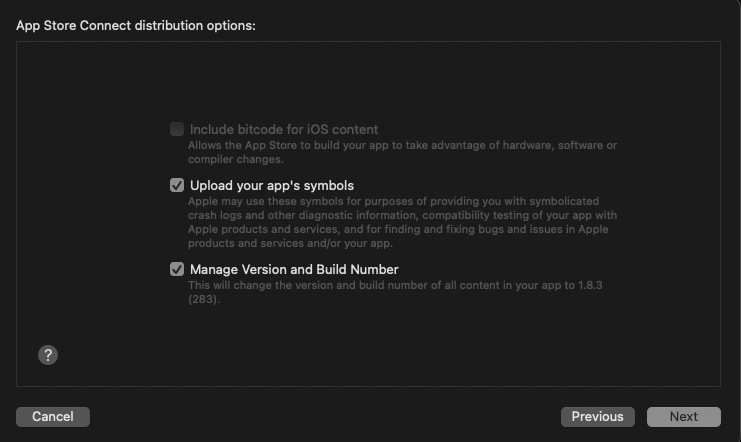 App Store Connect distribution options:
Include bitcode for iOS content
Allows the App Store to build your app to take advantage of hardware, software or
compiler changes.
Upload your app's symbols
Apple may use these symbols for purposes of providing you with symbolicated
crash logs and other diagnostic information, compatibility testing of your app with
Apple products and services, and for finding and fixing bugs and issues in Apple
products and services and/or your app.
Manage Version and Build Number
This will change the version and build number of all content in your app to 1.8.3
(283).
?
Cancel
Previous
Next